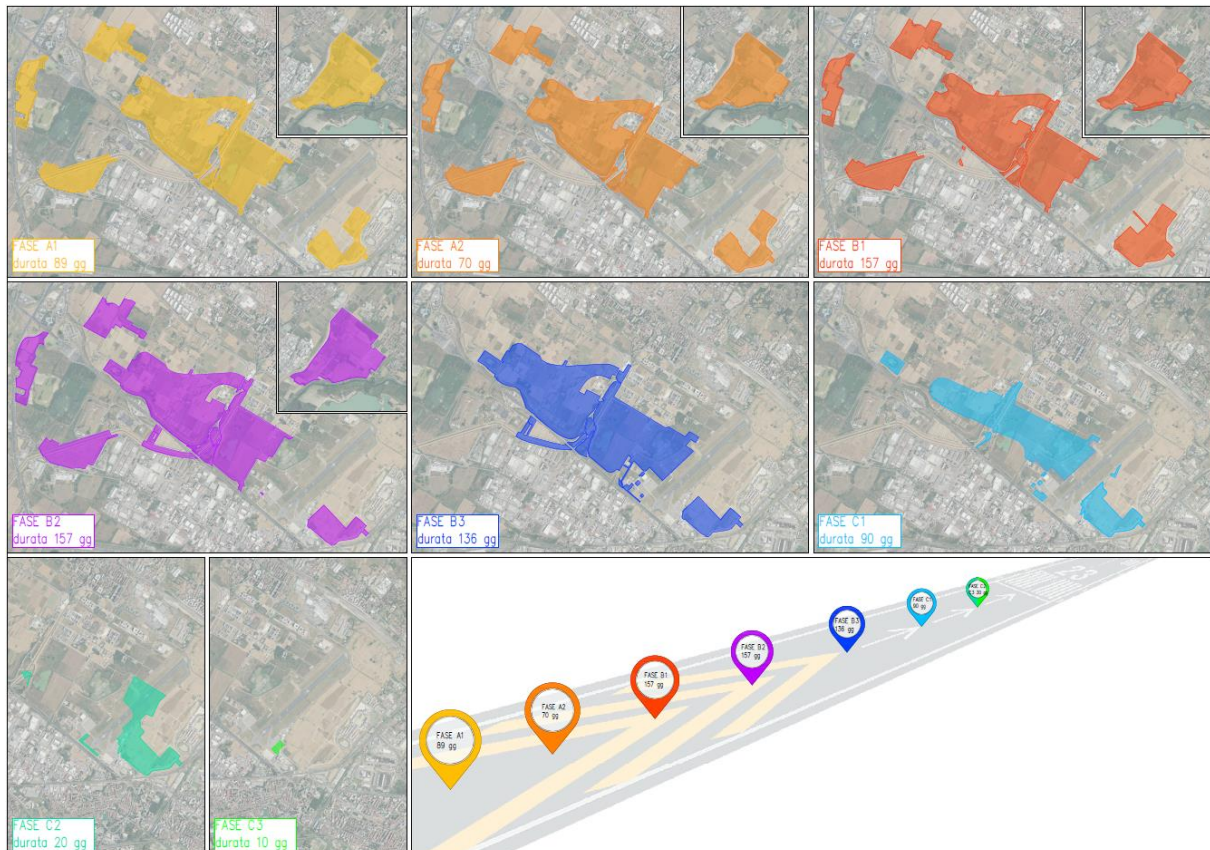 FASE A1
durata 89 gg
FASE A2
durata 70 gg
FASE B1
durata 157 gg
FASE B2
durata 157 gg
FASE B3
durata 136 gg
FASE C1
durata 90 gg
FASE C2
durata 20 gg
FASE C3
durata 10 gg
FASE A1
89 gg
FASE A2
70 gg
FASE B1
157 gg
FASE B2
157 gg
FASE B3
136 gg
FASE C1
90 gg
FASE C2
23